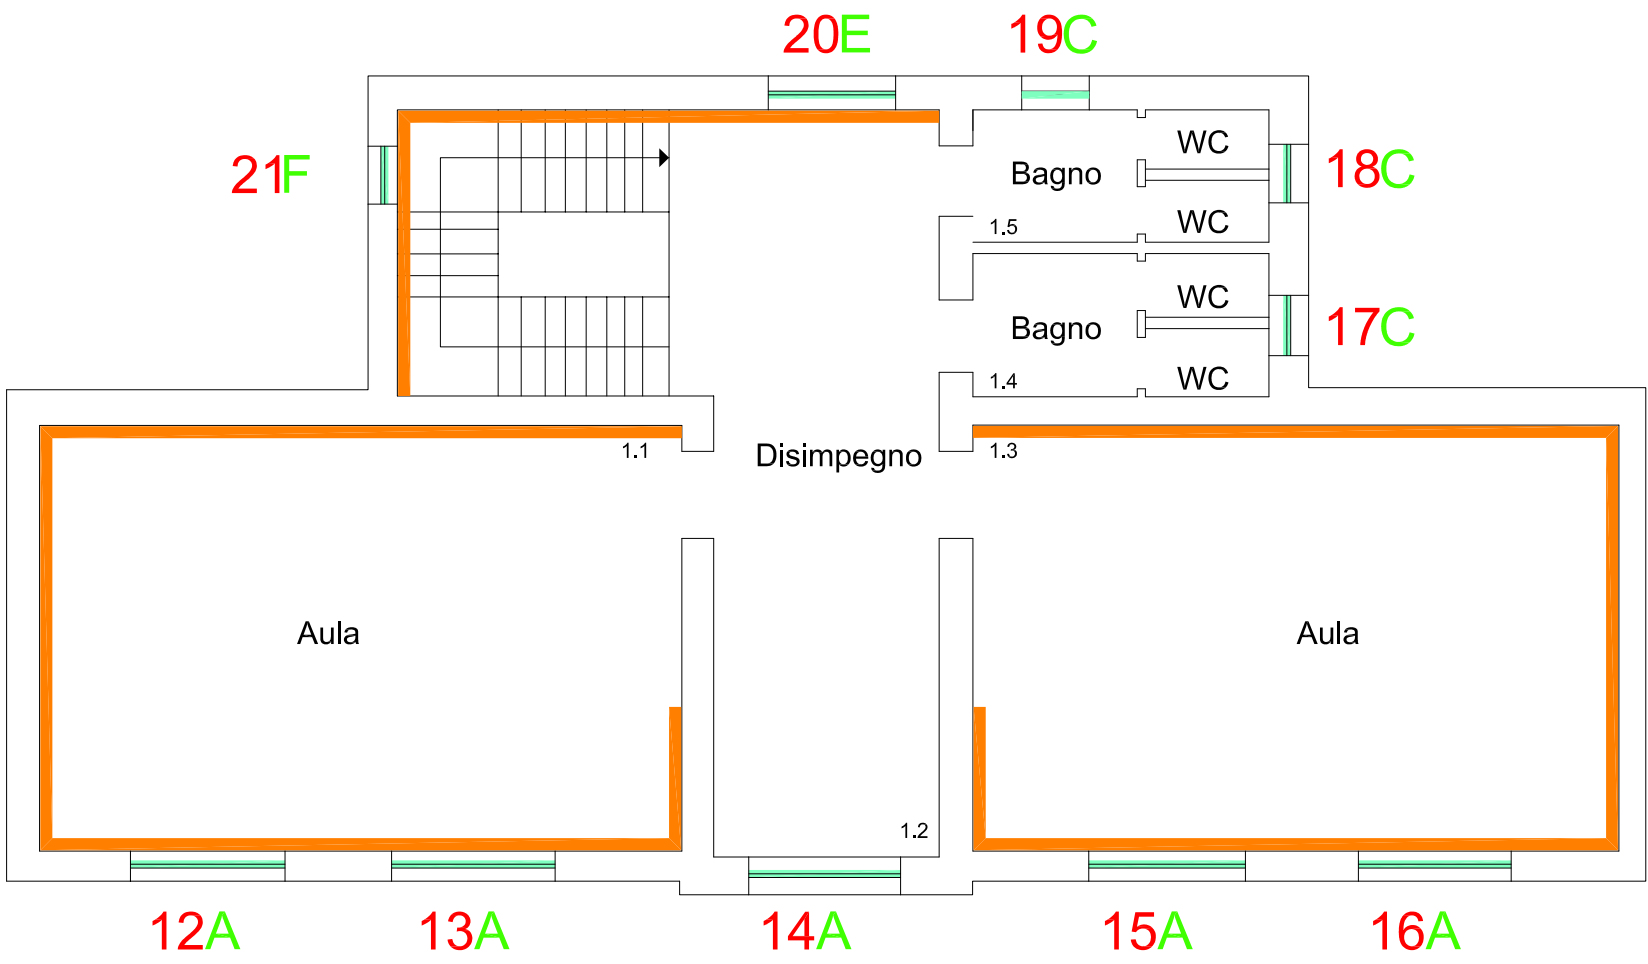 20E
19C
WC
21F
Bagno
18C
WC
1.5
WC
Bagno
17C
WC
1.4
1.1
Disimpegno
1.3
Aula
Aula
1.2
12A
13A
14A
15A
16A